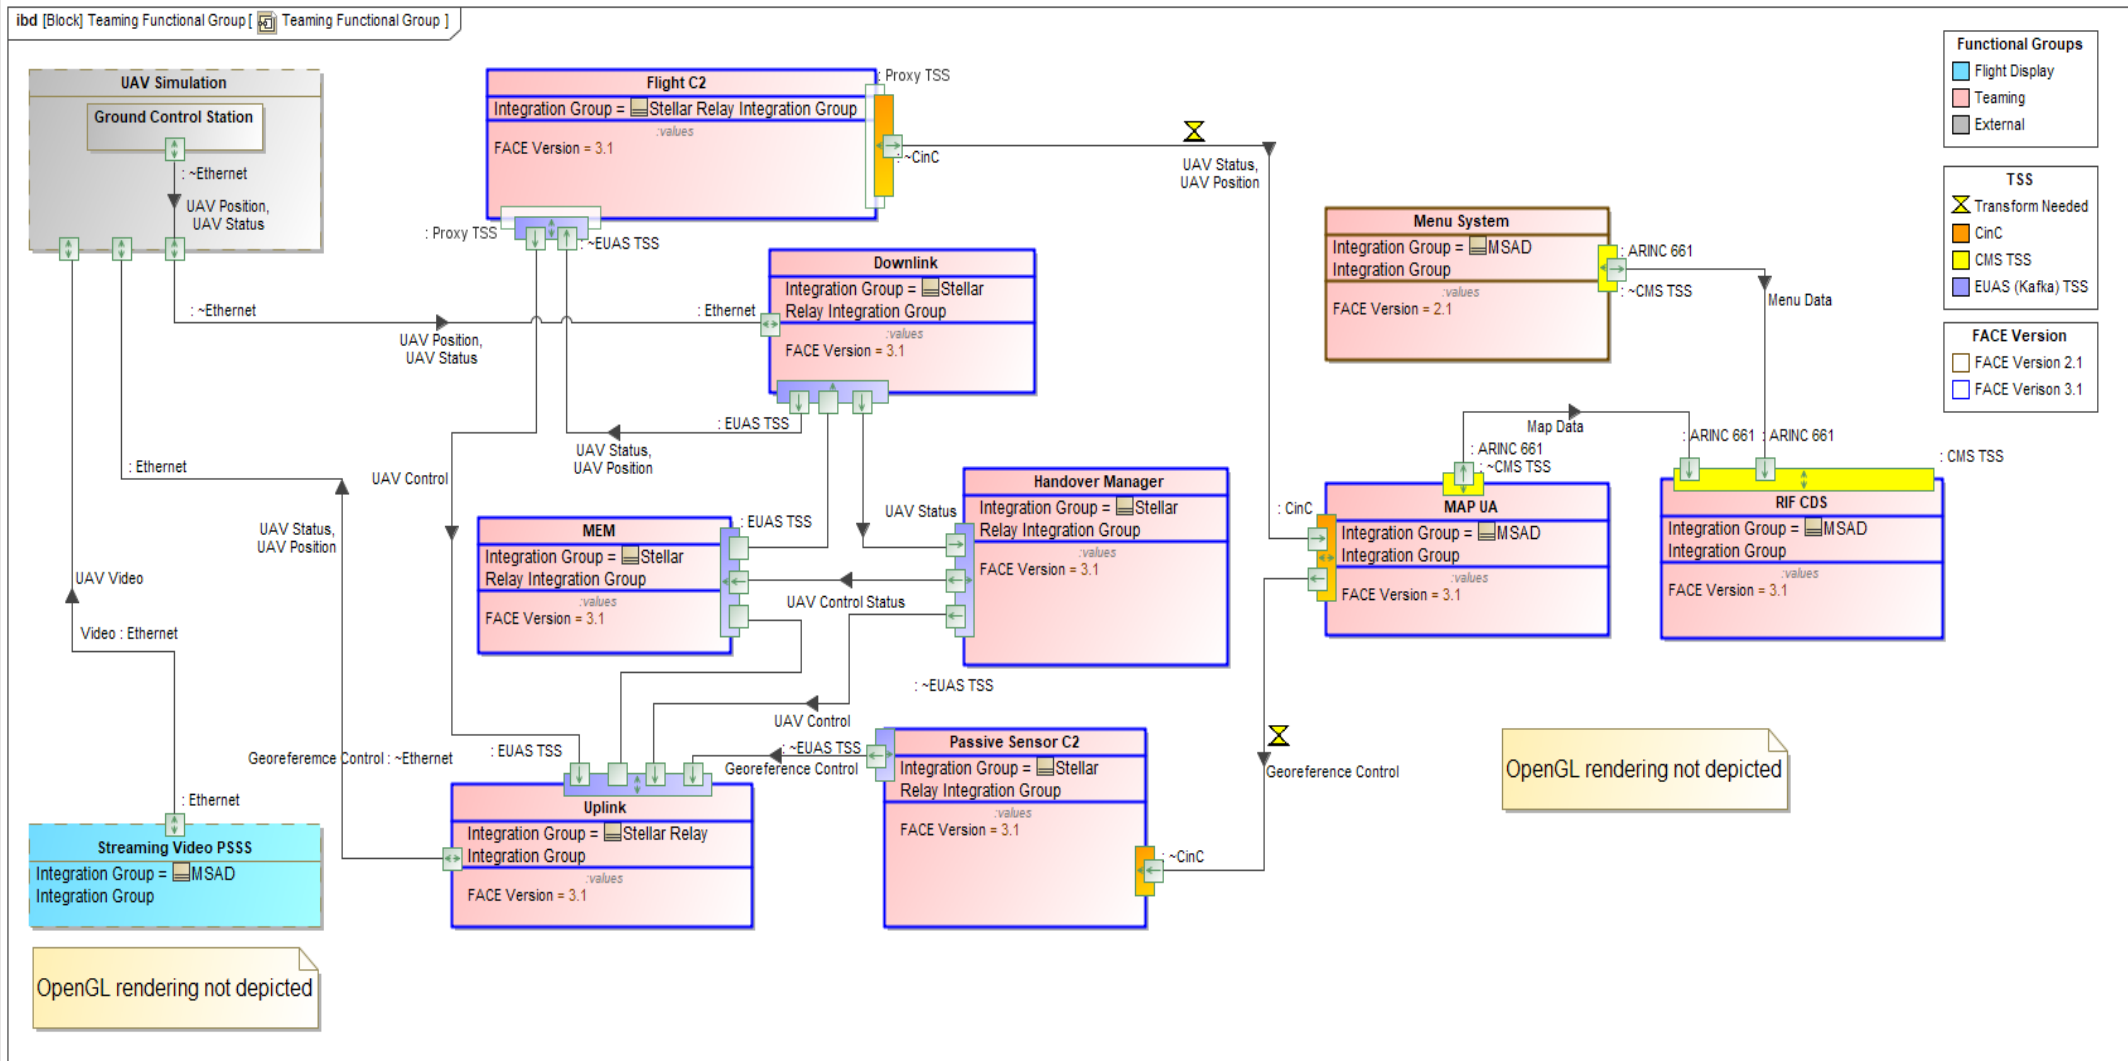 ibd [Block] Teaming Functional Group [ Teaming Functional Group ]
UAV Simulation
Ground Control Station
: ~Ethernet
UAV Position,
UAV Status
Flight C2
Integration Group = Stellar Relay Integration Group
:values
FACE Version = 3.1
: Proxy TSS
: ~CinC
: Proxy TSS
: ~EUAS TSS
UAV Status,
UAV Position
Functional Groups
Flight Display
Teaming
External
TSS
Transform Needed
CinC
CMS TSS
EUAS (Kafka) TSS
FACE Version
FACE Version 2.1
FACE Verison 3.1
Menu System
Integration Group = MSAD
Integration Group
:values
FACE Version = 2.1
: ARINC 661
: ~CMS TSS
Menu Data
Downlink
Integration Group = Stellar
Relay Integration Group
:values
FACE Version = 3.1
: ~Ethernet
: Ethernet
UAV Position,
UAV Status
: EUAS TSS
UAV Status,
UAV Position
UAV Control
: Ethernet
UAV Status,
UAV Position
Map Data
: ARINC 661
: ~CMS TSS
: ARINC 661
: ARINC 661
: CMS TSS
Handover Manager
Integration Group = Stellar
Relay Integration Group
:values
FACE Version = 3.1
UAV Status
: EUAS TSS
MEM
Integration Group = Stellar
Relay Integration Group
:values
FACE Version = 3.1
UAV Control Status
: CinC
MAP UA
Integration Group = MSAD
Integration Group
:values
FACE Version = 3.1
RIF CDS
Integration Group = MSAD
Integration Group
:values
FACE Version = 3.1
UAV Video
Video : Ethernet
: ~EUAS TSS
UAV Control
: EUAS TSS
: ~EUAS TSS
Georeference Control
Georeference Control : ~Ethernet
Passive Sensor C2
Integration Group = Stellar
Relay Integration Group
:values
FACE Version = 3.1
: ~CinC
Georeference Control
OpenGL rendering not depicted
: Ethernet
Uplink
Integration Group = Stellar Relay
Integration Group
:values
FACE Version = 3.1
Streaming Video PSSS
Integration Group = MSAD
Integration Group
OpenGL rendering not depicted